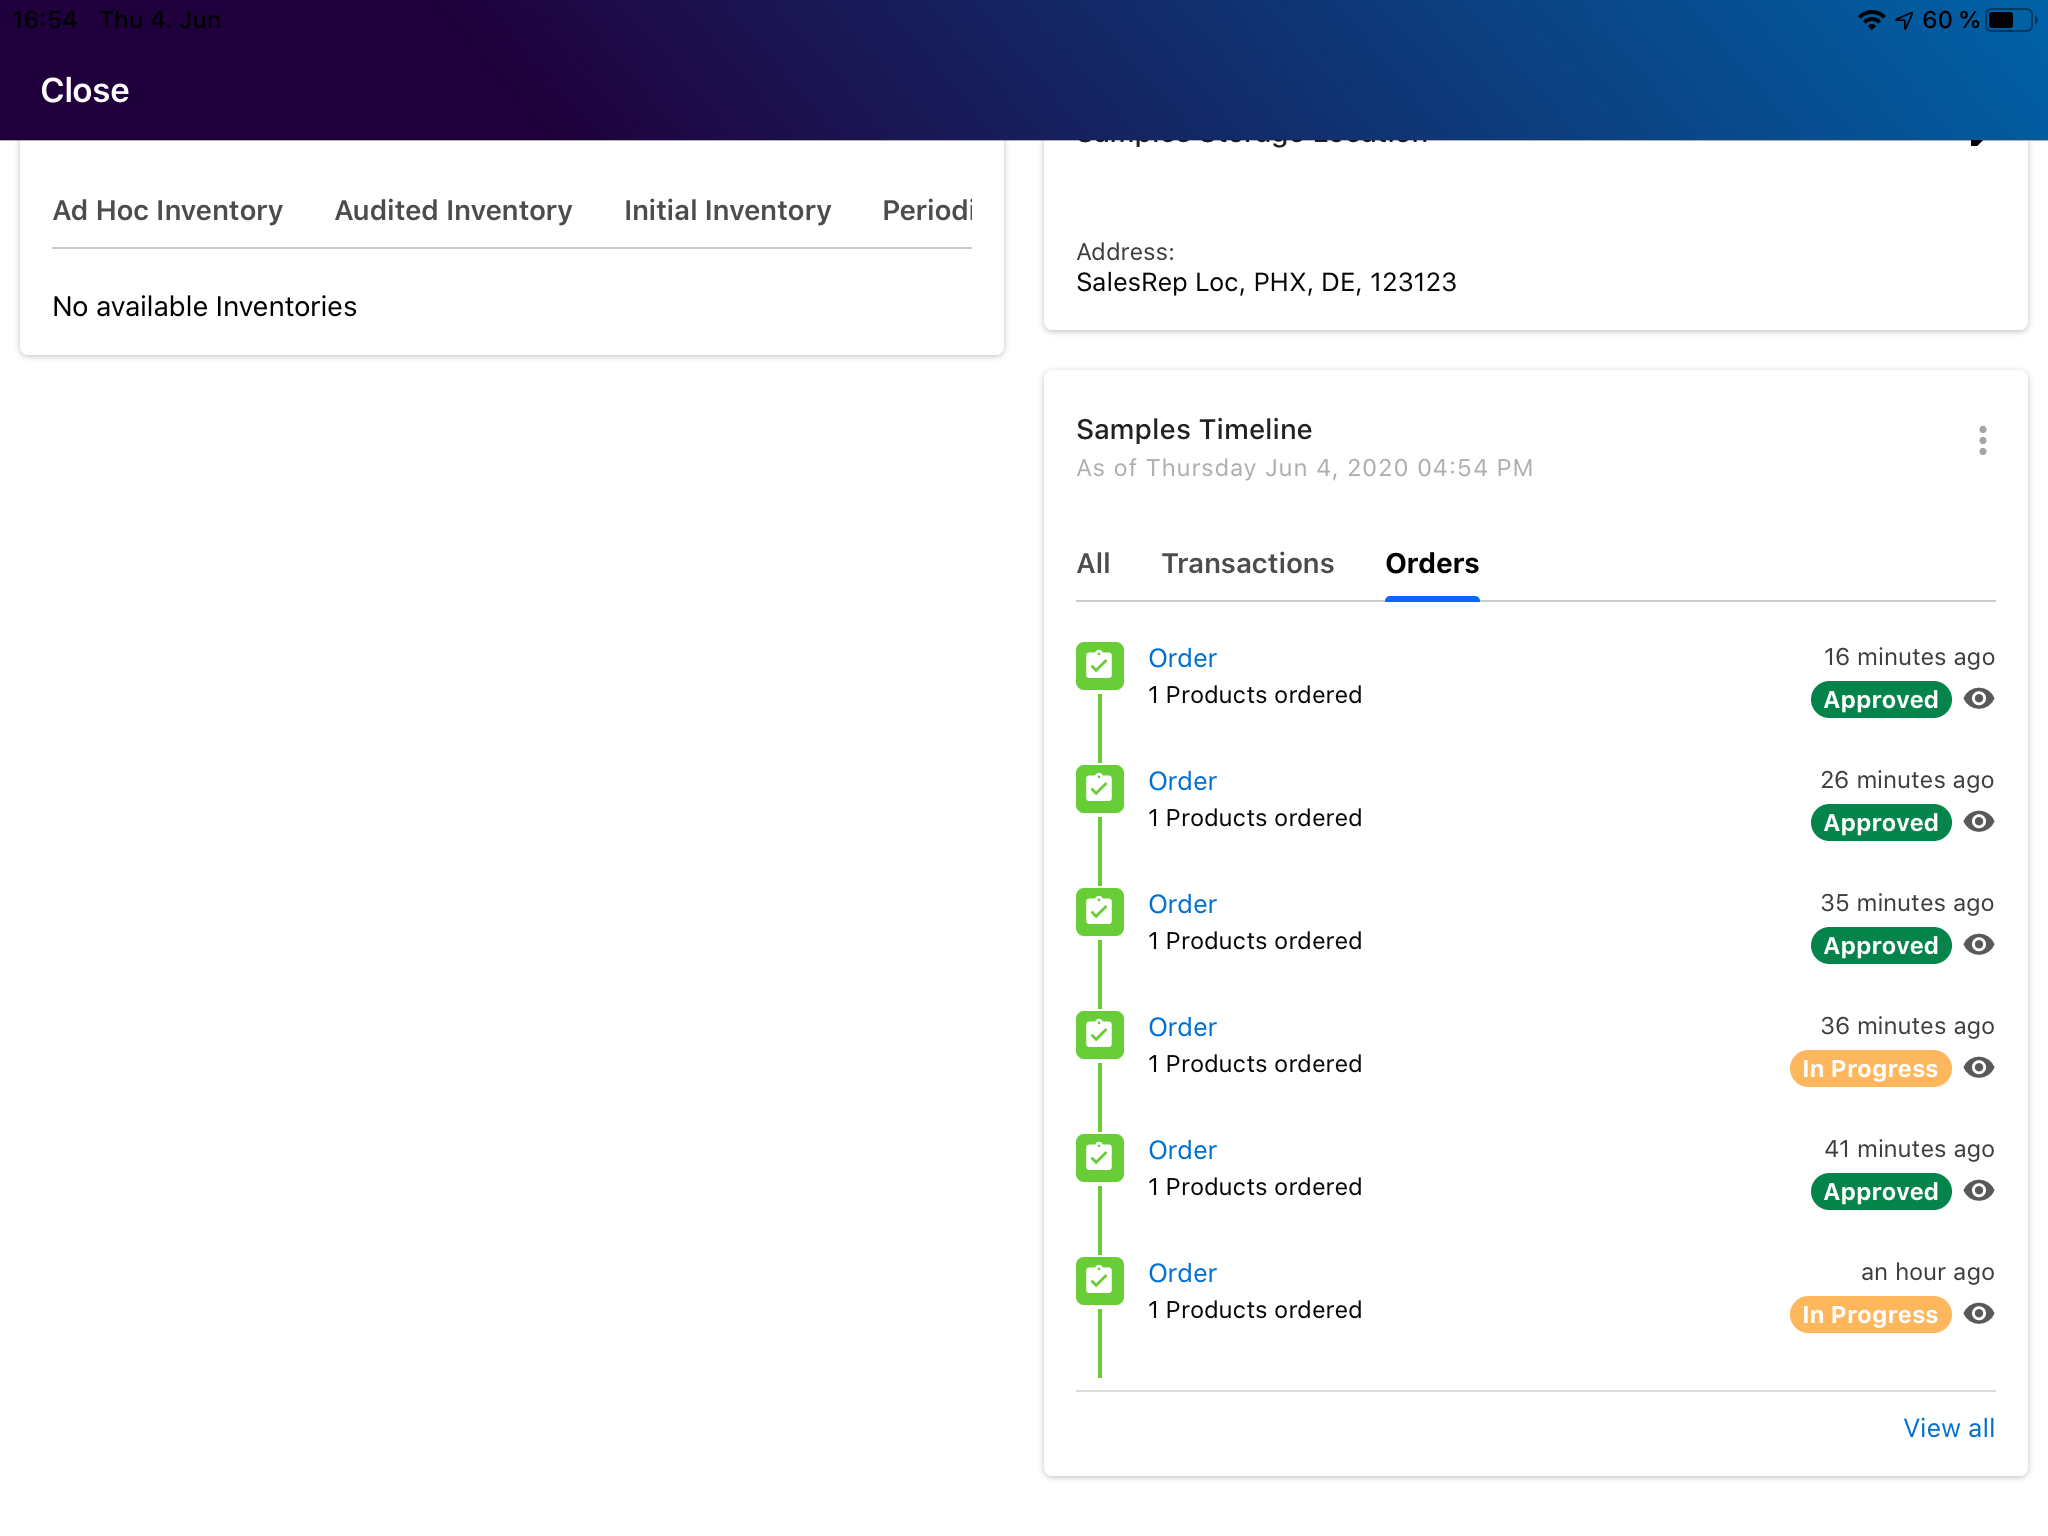 16:54 Thu 4. Jun
60 %
Close
Ad Hoc Inventory Audited Inventory Initial Inventory Periodi
No available Inventories
Samples Storage Location
Address:
SalesRep Loc, PHX, DE, 123123
Samples Timeline
As of Thursday Jun 4, 2020 04:54 PM
All Transactions Orders
Order 16 minutes ago
1 Products ordered Approved
Order 26 minutes ago
1 Products ordered Approved
Order 35 minutes ago
1 Products ordered Approved
Order 36 minutes ago
1 Products ordered In Progress
Order 41 minutes ago
1 Products ordered Approved
Order an hour ago
1 Products ordered In Progress
View all